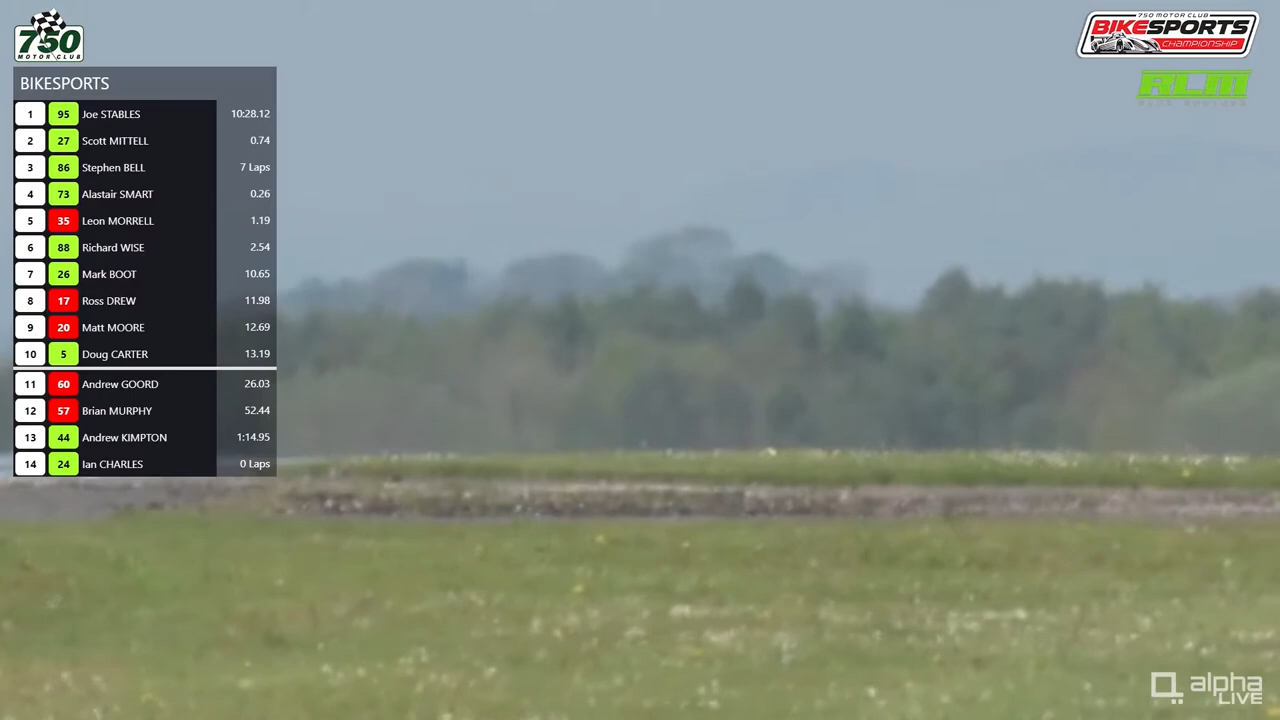 750
MOTOR CLUB
750 MOTOR CLUB
BIKESPORTS
CHAMPIONSHIP
RLM
BIKESPORTS
1 95 Joe STABLES 10:28.12
2 27 Scott MITTELL 0.74
3 86 Stephen BELL 7 Laps
4 73 Alastair SMART 0.26
5 35 Leon MORRELL 1.19
6 88 Richard WISE 2.54
7 26 Mark BOOT 10.65
8 17 Ross DREW 11.98
9 20 Matt MOORE 12.69
10 5 Doug CARTER 13.19
11 60 Andrew GOORD 26.03
12 57 Brian MURPHY 52.44
13 44 Andrew KIMPTON 1:14.95
14 24 Ian CHARLES 0 Laps
alpha
LIVE